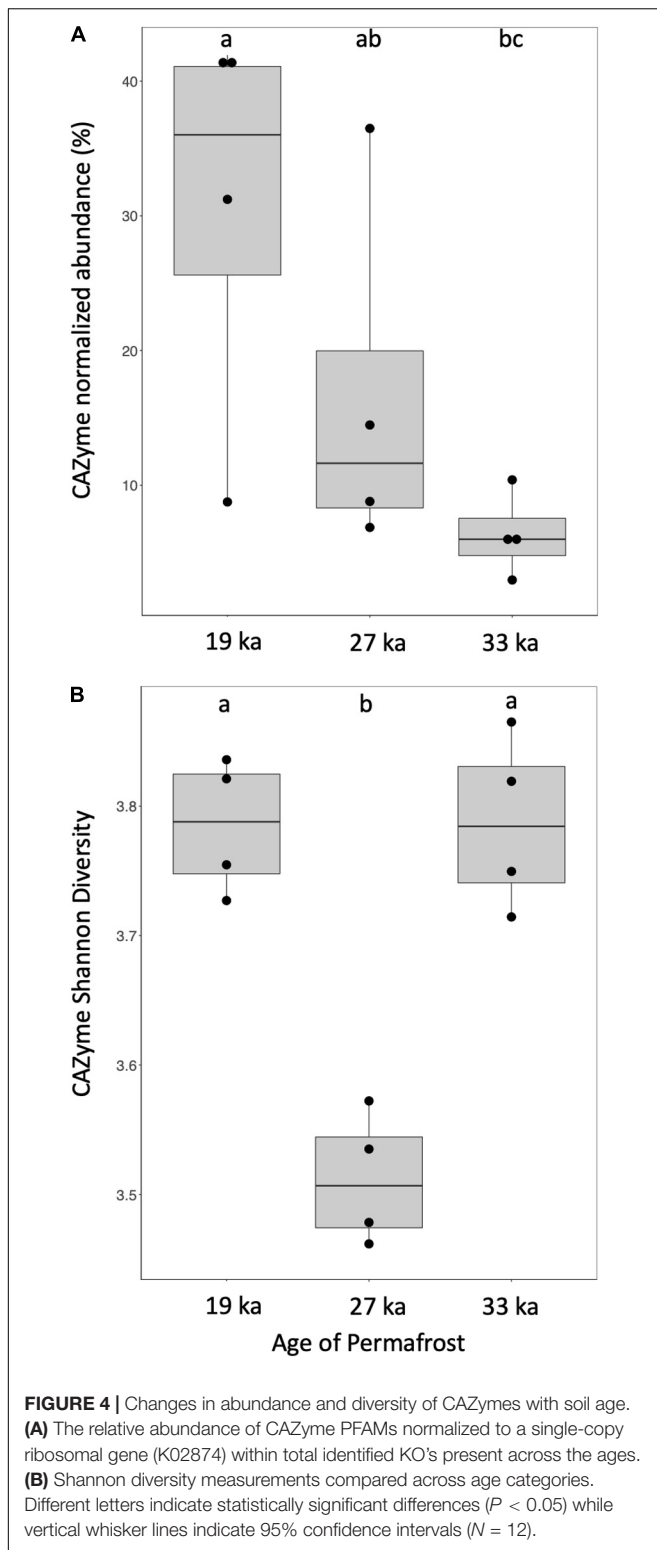 A
a ab bc
CAZyme normalized abundance (%)
40
30
20
10
19 ka 27 ka 33 ka
B
a b a
CAZyme Shannon Diversity
3.8
3.7
3.6
3.5
19 ka 27 ka 33 ka
Age of Permafrost
FIGURE 4 | Changes in abundance and diversity of CAZymes with soil age.
(A) The relative abundance of CAZyme PFAMs normalized to a single-copy
ribosomal gene (K02874) within total identified KO's present across the ages.
(B) Shannon diversity measurements compared across age categories.
Different letters indicate statistically significant differences (P < 0.05) while
vertical whisker lines indicate 95% confidence intervals (N = 12).